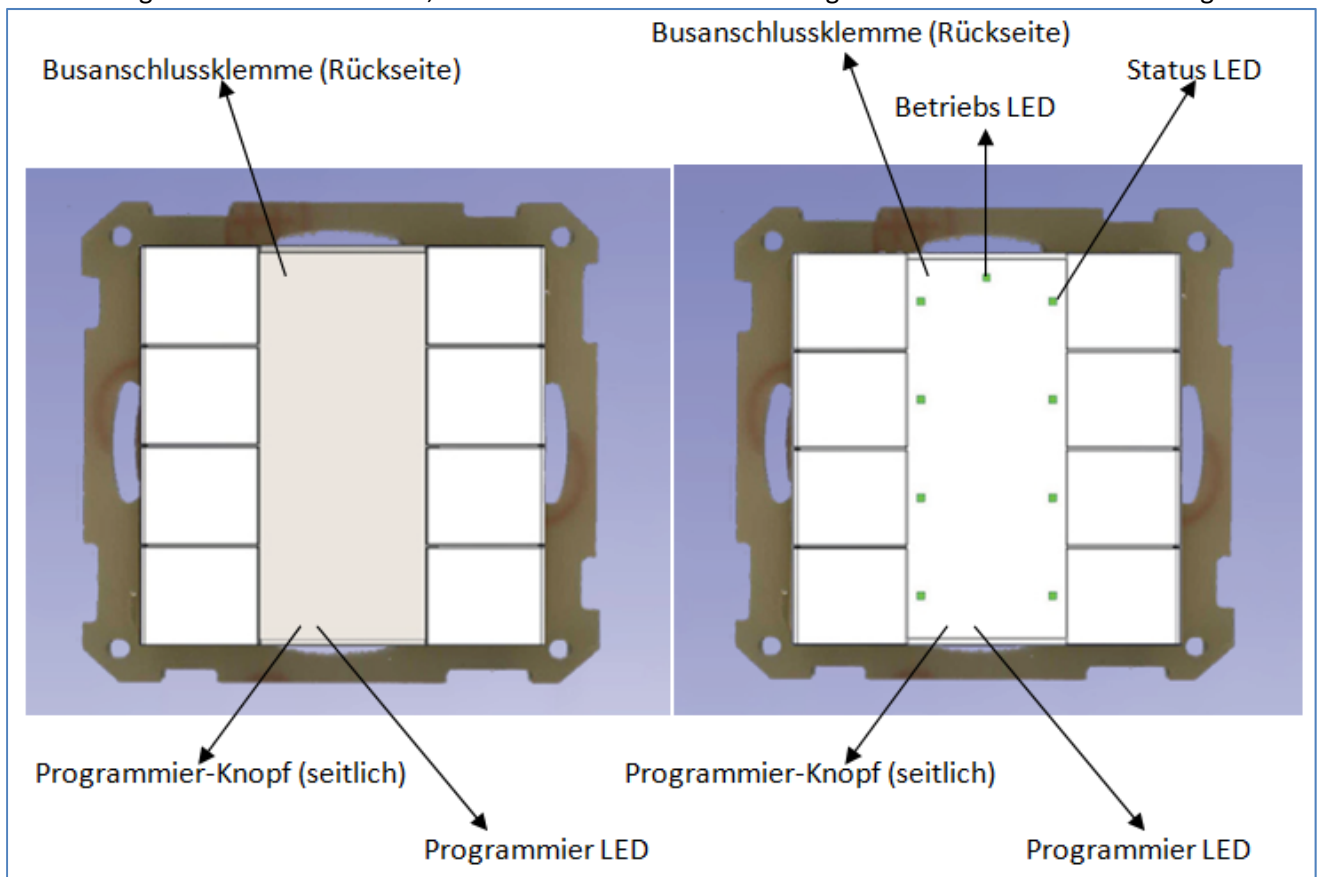 Busanschlussklemme (Rückseite)
Busanschlussklemme (Rückseite)
Status LED
Betriebs LED
Programmier-Knopf (seitlich)
Programmier-Knopf (seitlich)
Programmier LED
Programmier LED